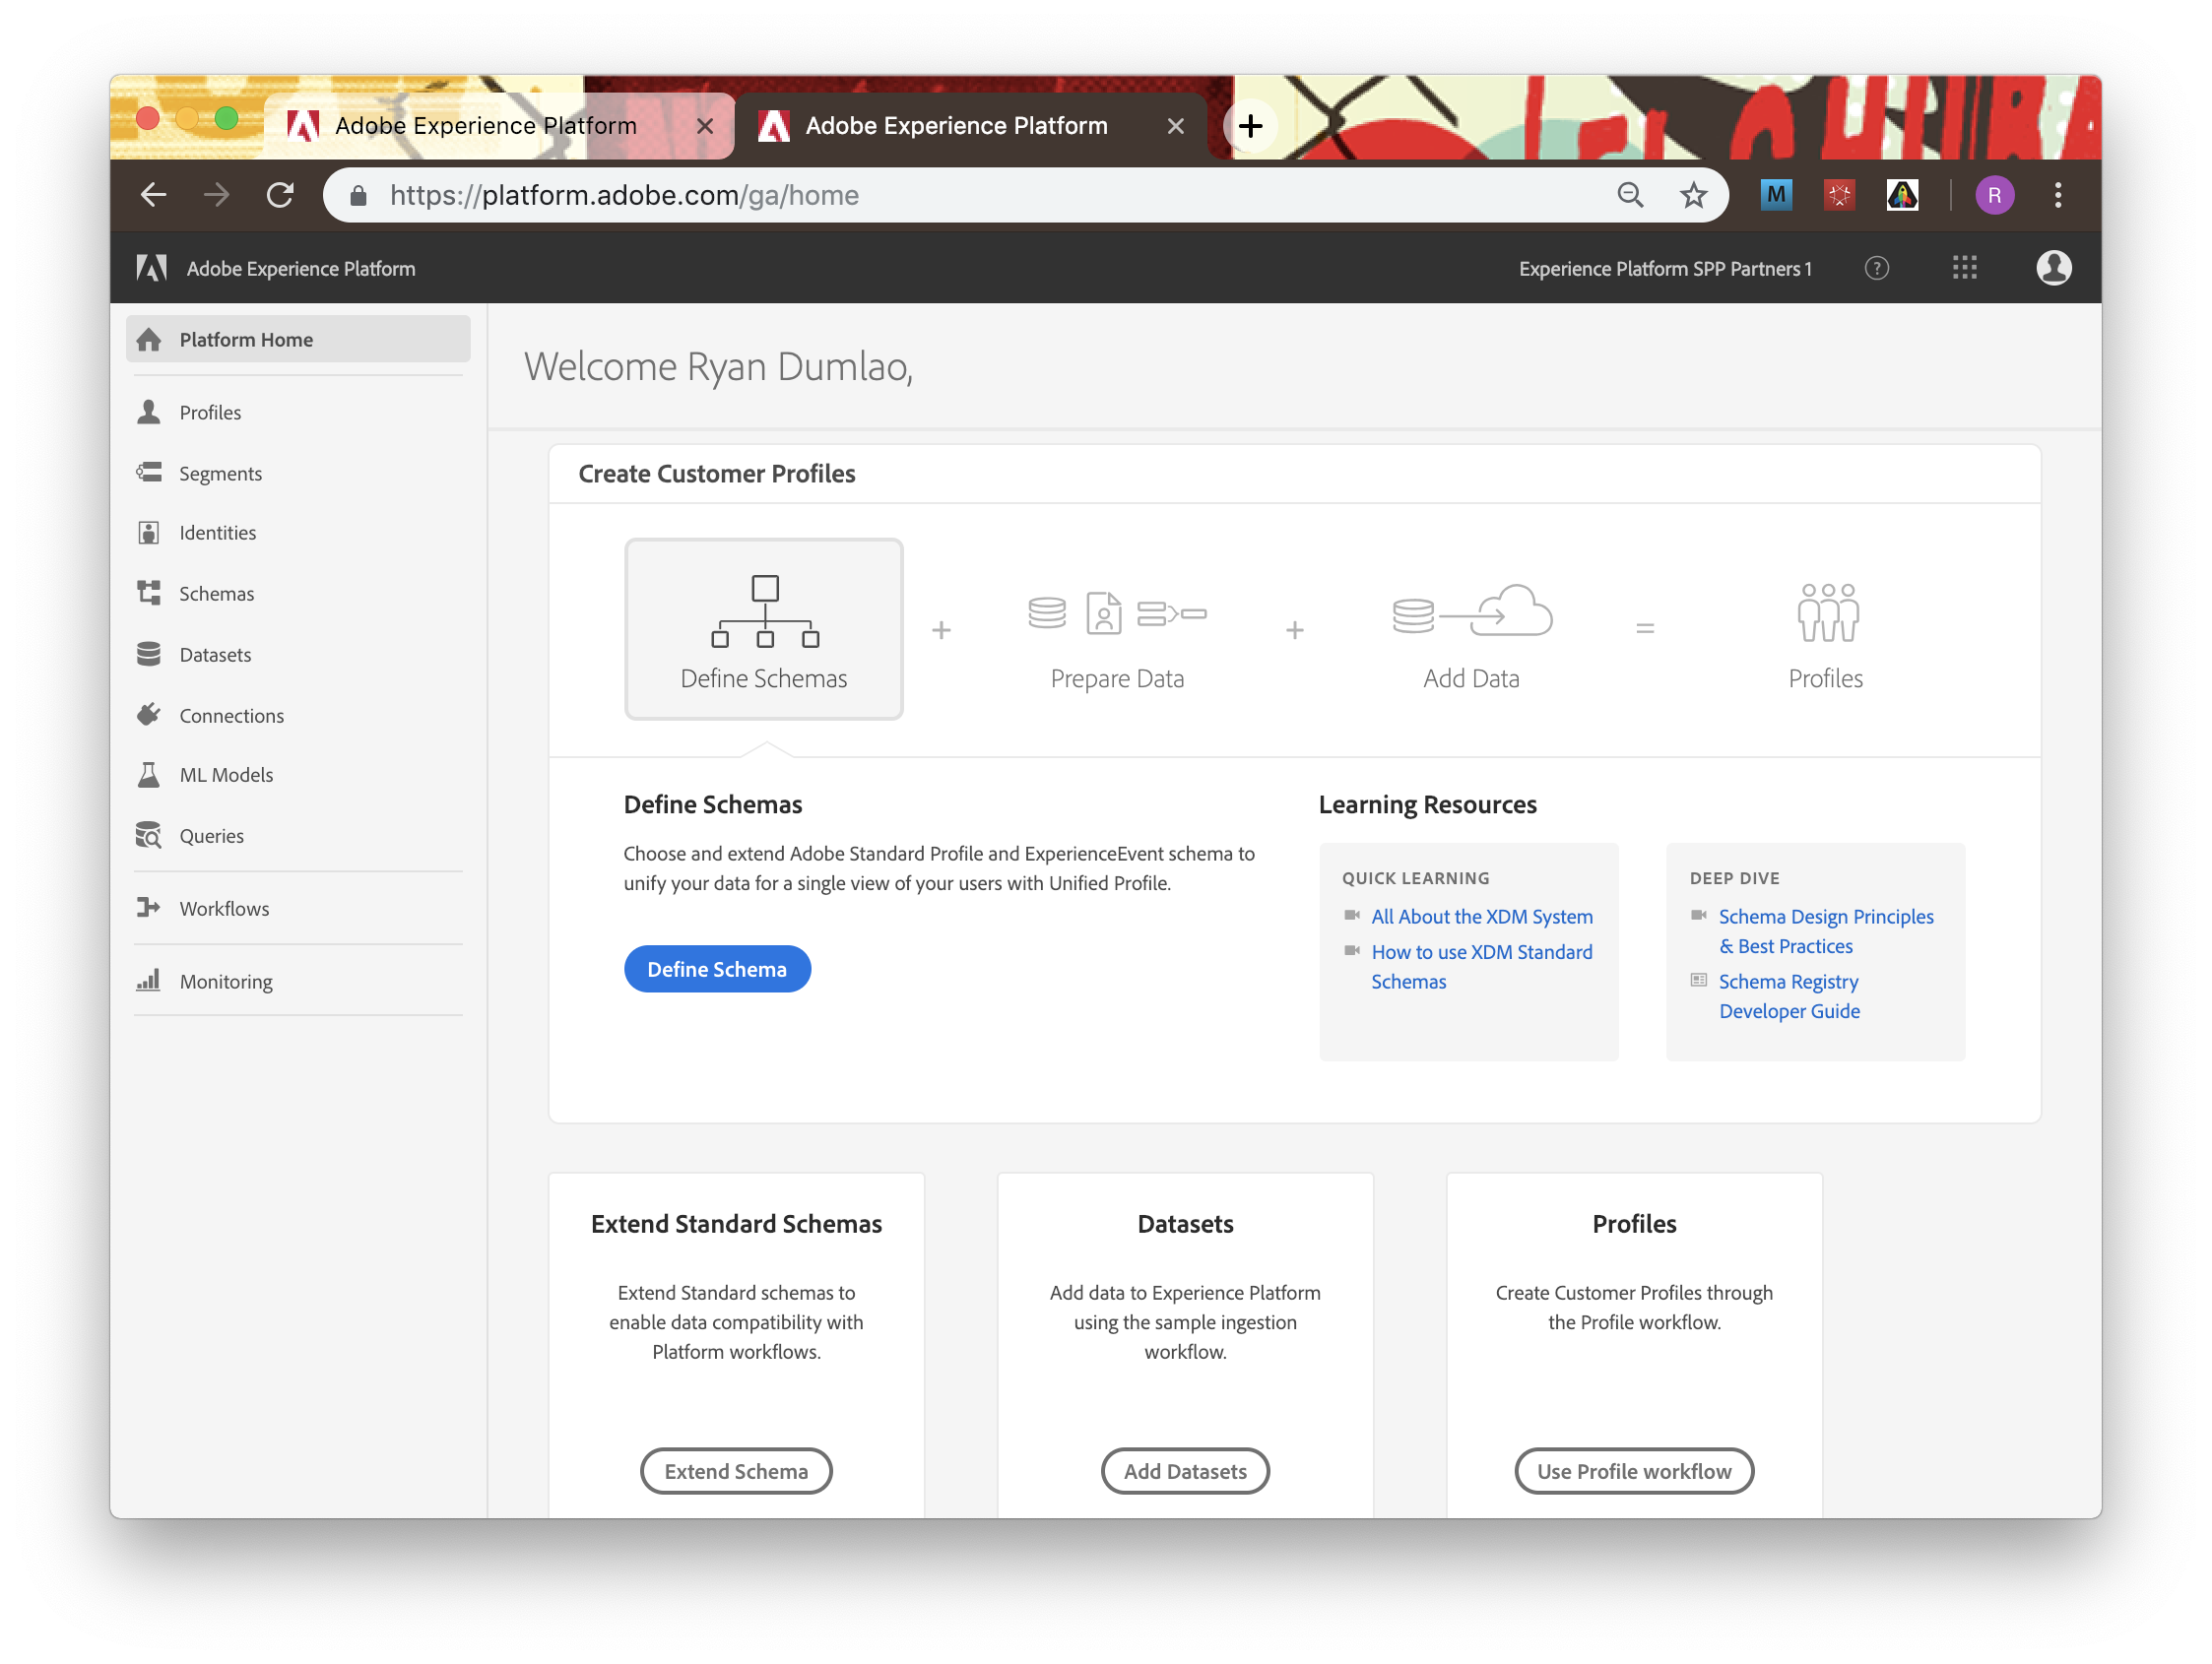 Adobe Experience Platform
Adobe Experience Platform
https://platform.adobe.com/ga/home
M
R
Adobe Experience Platform
Experience Platform SPP Partners 1
?
Platform Home
Profiles
Segments
Identities
Schemas
Datasets
Connections
ML Models
Queries
Workflows
Monitoring
Welcome Ryan Dumlao,
Create Customer Profiles
Define Schemas
+
Prepare Data
+
Add Data
=
Profiles
Define Schemas
Choose and extend Adobe Standard Profile and ExperienceEvent schema to
unify your data for a single view of your users with Unified Profile.
Define Schema
Learning Resources
QUICK LEARNING
All About the XDM System
How to use XDM Standard
Schemas
DEEP DIVE
Schema Design Principles
& Best Practices
Schema Registry
Developer Guide
Extend Standard Schemas
Extend Standard schemas to
enable data compatibility with
Platform workflows.
Extend Schema
Datasets
Add data to Experience Platform
using the sample ingestion
workflow.
Add Datasets
Profiles
Create Customer Profiles through
the Profile workflow.
Use Profile workflow